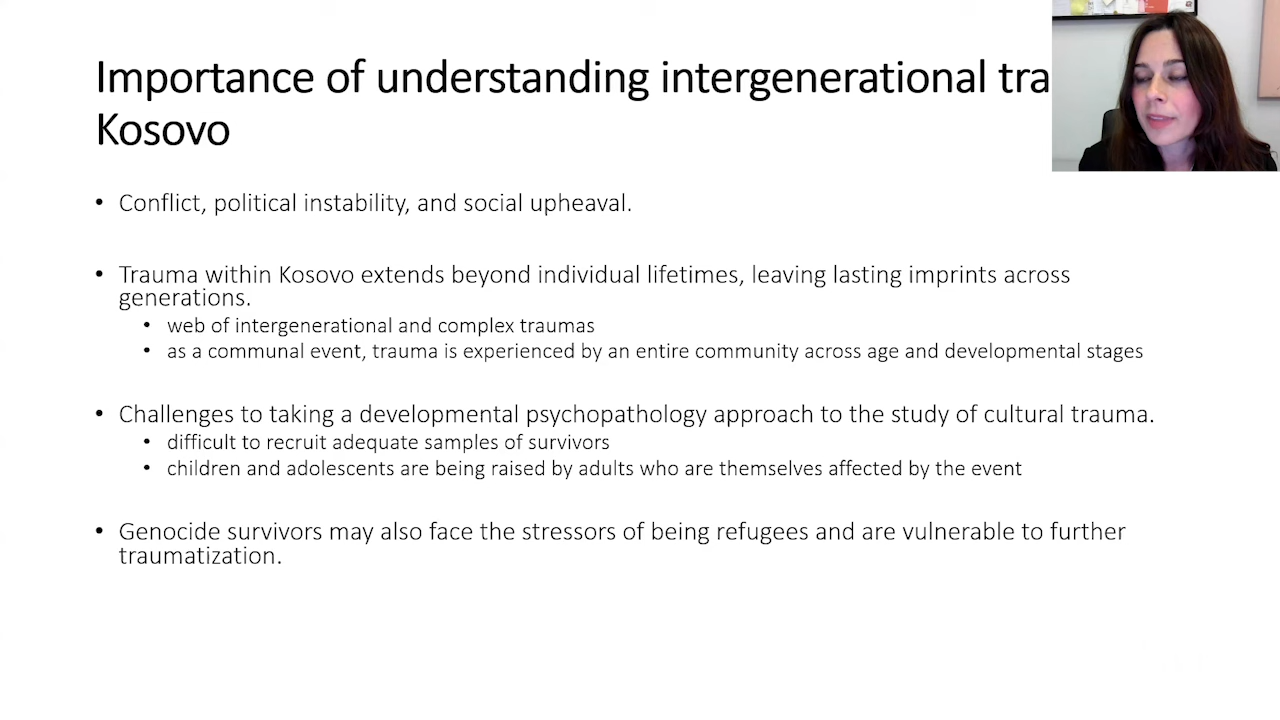 Importance of understanding intergenerational tra
Kosovo
• Conflict, political instability, and social upheaval.
• Trauma within Kosovo extends beyond individual lifetimes, leaving lasting imprints across
generations.
• web of intergenerational and complex traumas
• as a communal event, trauma is experienced by an entire community across age and developmental stages
• Challenges to taking a developmental psychopathology approach to the study of cultural trauma.
• difficult to recruit adequate samples of survivors
• children and adolescents are being raised by adults who are themselves affected by the event
• Genocide survivors may also face the stressors of being refugees and are vulnerable to further
traumatization.